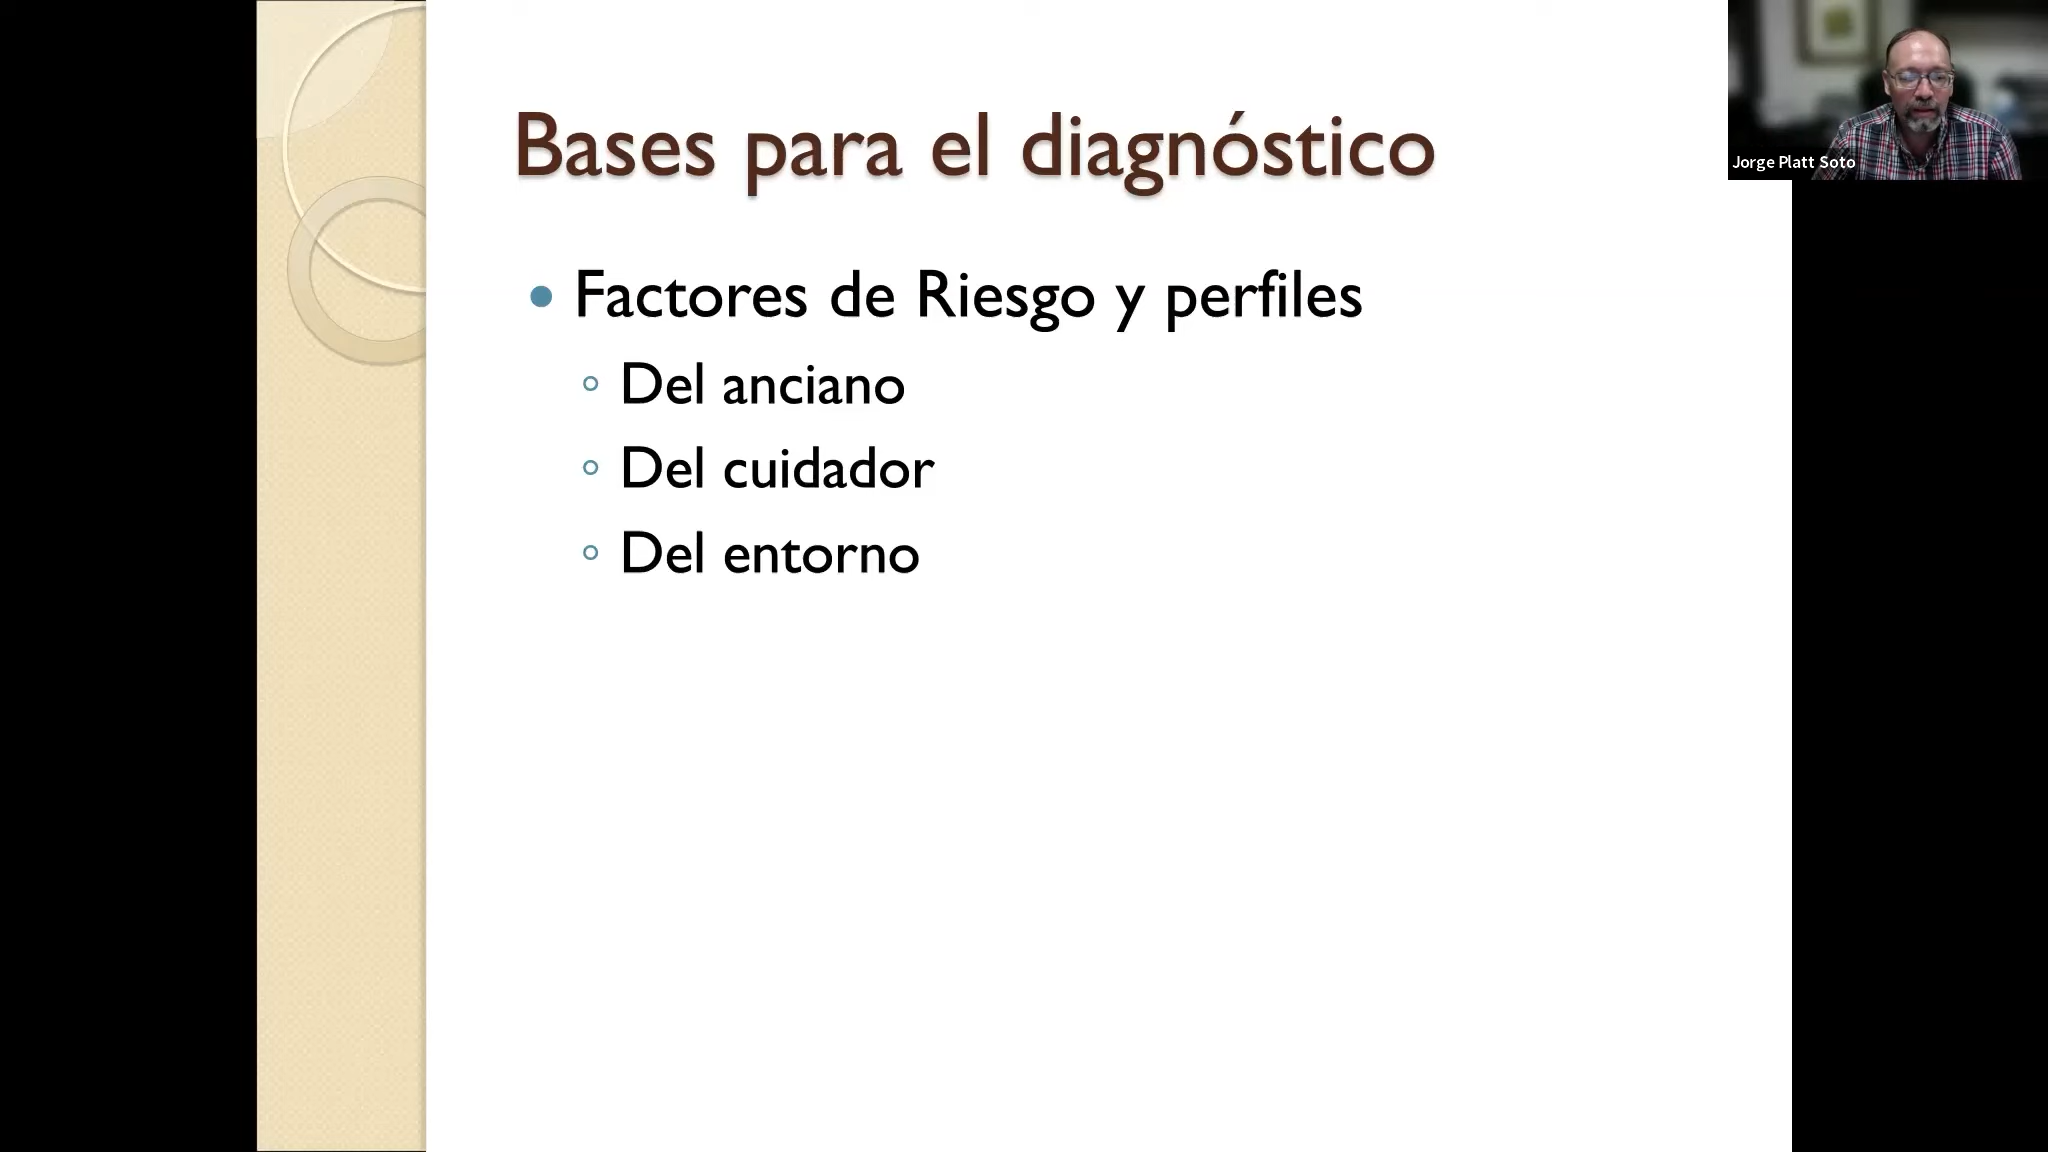 Bases para el diagnóstico
Factores de Riesgo y perfiles
Del anciano
Del cuidador
Del entorno
Jorge Platt Soto